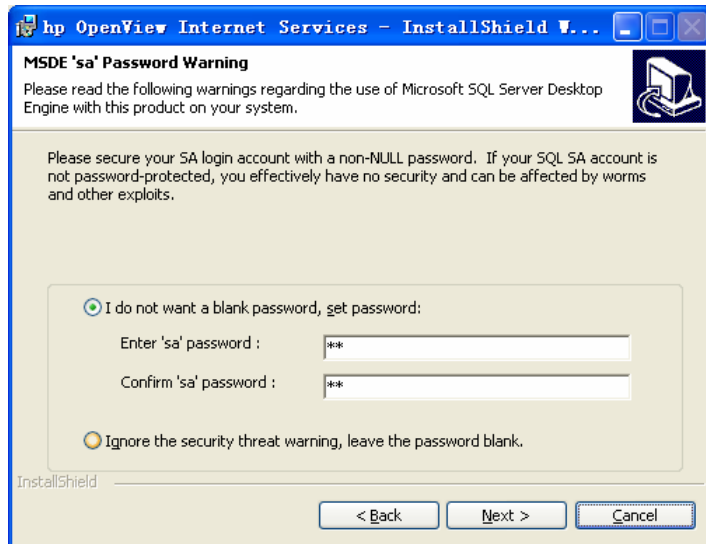 hp OpenView Internet Services - InstallShield W...
MSDE 'sa' Password Warning
Please read the following warnings regarding the use of Microsoft SQL Server Desktop
Engine with this product on your system.
Please secure your SA login account with a non-NULL password. If your SQL SA account is
not password-protected, you effectively have no security and can be affected by worms
and other exploits.
I do not want a blank password, set password:
Enter 'sa' password :
**
Confirm 'sa' password :
**
Ignore the security threat warning, leave the password blank.
InstallShield
< Back
Next >
Cancel